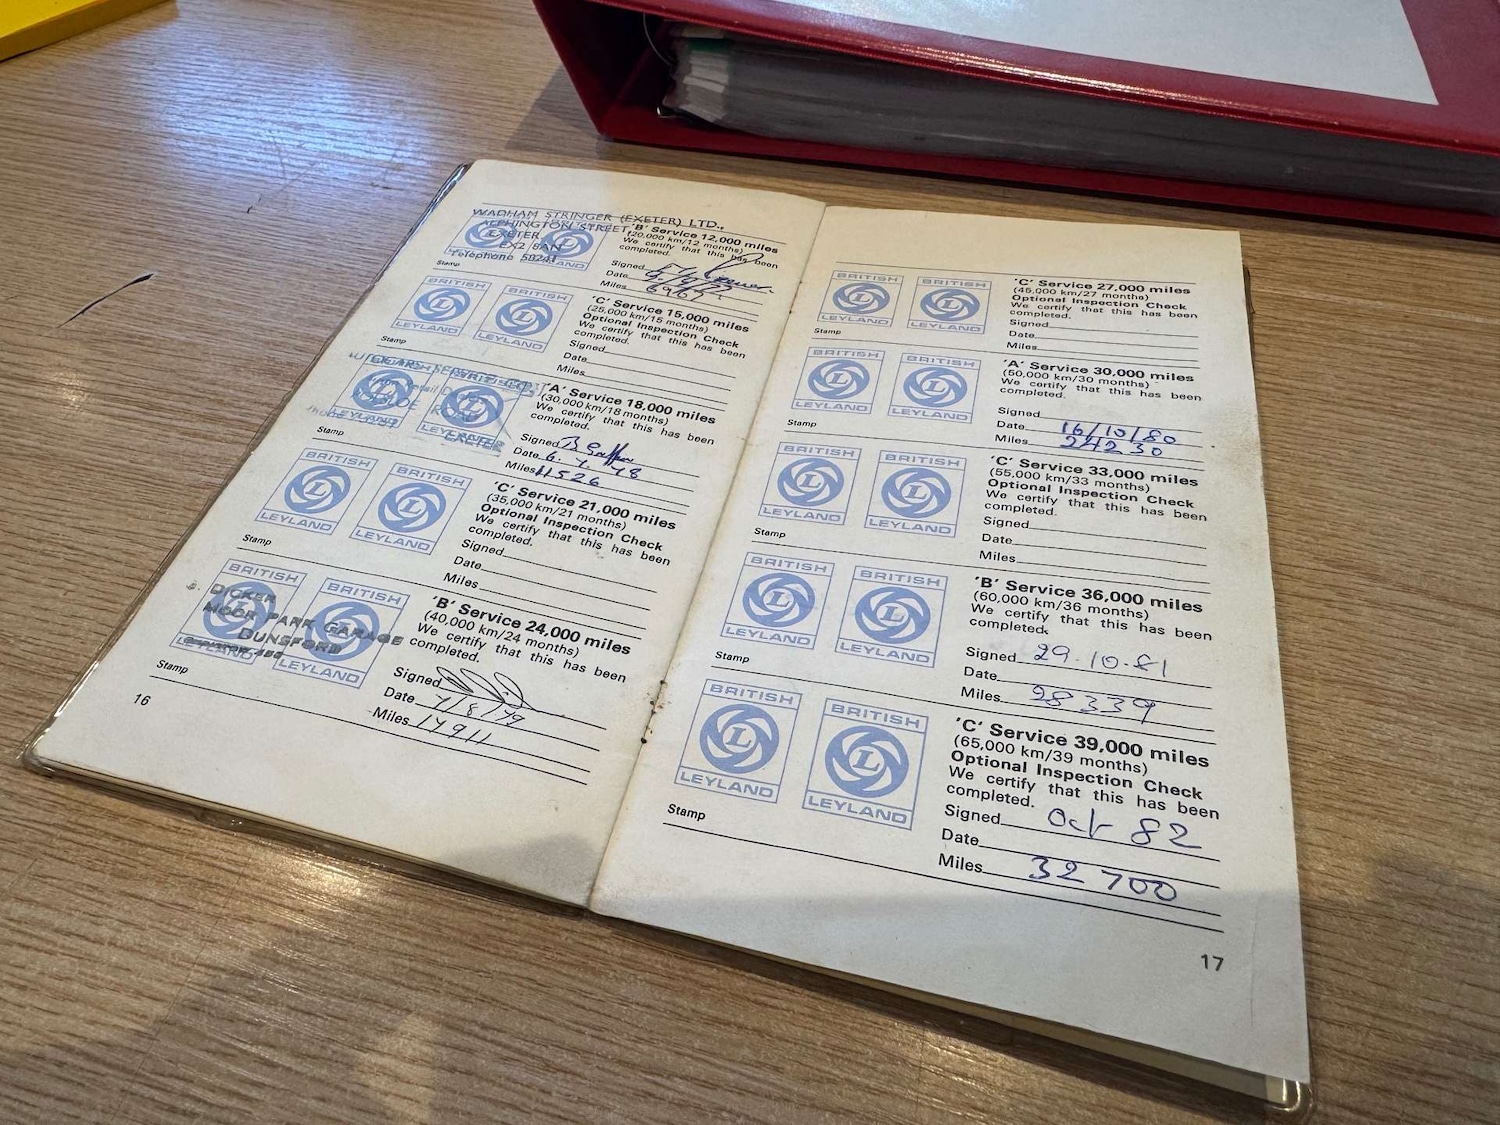 WADHAM STRINGER (EXETER) LTD.,
ALPHINGTON STREET,
EXETER
EX2 8AN
Telephone 50241
Stamp
'B' Service 12,000 miles
(20,000 km/12 months)
We certify that this has been
completed.
Signed
Date
Miles
BRITISH BRITISH
LEYLAND LEYLAND
Stamp
'C' Service 15,000 miles
(25,000 km/15 months)
Optional Inspection Check
We certify that this has been
completed.
Signed
Date
Miles
EXETER
Stamp
'A' Service 18,000 miles
(30,000 km/18 months)
We certify that this has been
completed.
Signed
Date
Miles 11526
BRITISH BRITISH
L L
LEYLAND LEYLAND
Stamp
'C' Service 21,000 miles
(35,000 km/21 months)
Optional Inspection Check
We certify that this has been
completed.
Signed
Date
Miles
BRITISH BRITISH
DICKER
MOOR PARK GARAGE
DUNSFORD
LEYLAND LEYLAND
Stamp
'B' Service 24,000 miles
(40,000 km/24 months)
We certify that this has been
completed.
Signed
Date 7/8/79
Miles 17911
16
BRITISH BRITISH
L L
LEYLAND LEYLAND
Stamp
'C' Service 27,000 miles
(45,000 km/27 months)
Optional Inspection Check
We certify that this has been
completed.
Signed
Date
Miles
BRITISH BRITISH
L L
LEYLAND LEYLAND
Stamp
'A' Service 30,000 miles
(50,000 km/30 months)
We certify that this has been
completed.
Signed
Date 16/10/80
Miles 24230
BRITISH BRITISH
L L
LEYLAND LEYLAND
Stamp
'C' Service 33,000 miles
(55,000 km/33 months)
Optional Inspection Check
We certify that this has been
completed.
Signed
Date
Miles
BRITISH BRITISH
L L
LEYLAND LEYLAND
Stamp
'B' Service 36,000 miles
(60,000 km/36 months)
We certify that this has been
completed.
Signed 29.10.81
Date
Miles 28339
BRITISH BRITISH
L L
LEYLAND LEYLAND
Stamp
'C' Service 39,000 miles
(65,000 km/39 months)
Optional Inspection Check
We certify that this has been
completed.
Signed Oct 82
Date
Miles 32700
17